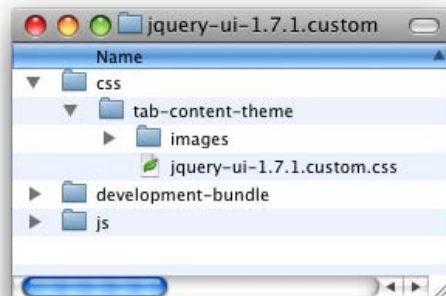 jquery-ui-1.7.1.custom
Name
css
tab-content-theme
images
jquery-ui-1.7.1.custom.css
development-bundle
js